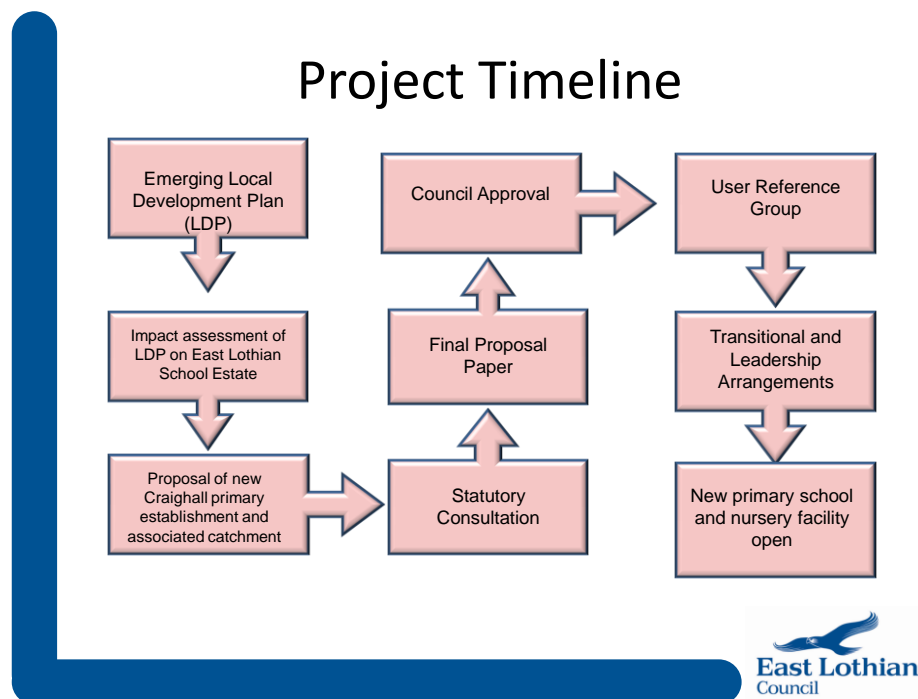 Project Timeline
Emerging Local
Development Plan
(LDP)
Impact assessment of
LDP on East Lothian
School Estate
Proposal of new
Craighall primary
establishment and
associated catchment
Statutory
Consultation
Final Proposal
Paper
Council Approval
User Reference
Group
Transitional and
Leadership
Arrangements
New primary school
and nursery facility
open
East Lothian
Council